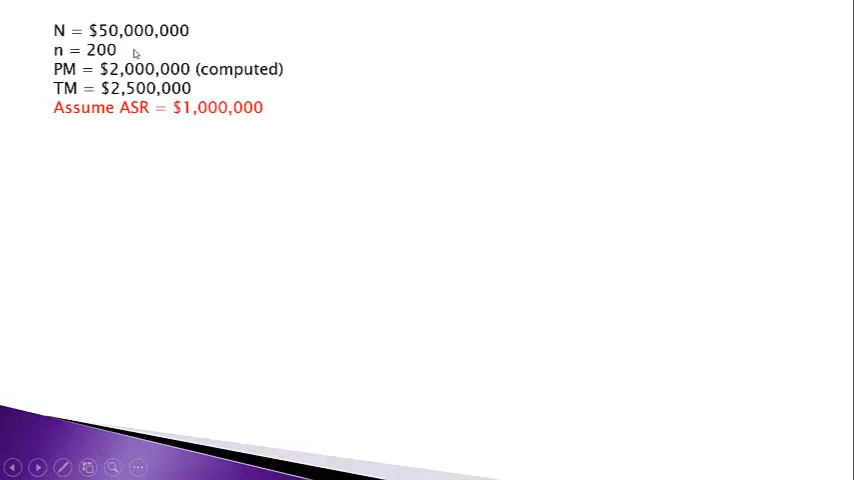 N = $50,000,000
n = 200
PM = $2,000,000 (computed)
TM = $2,500,000
Assume ASR = $1,000,000